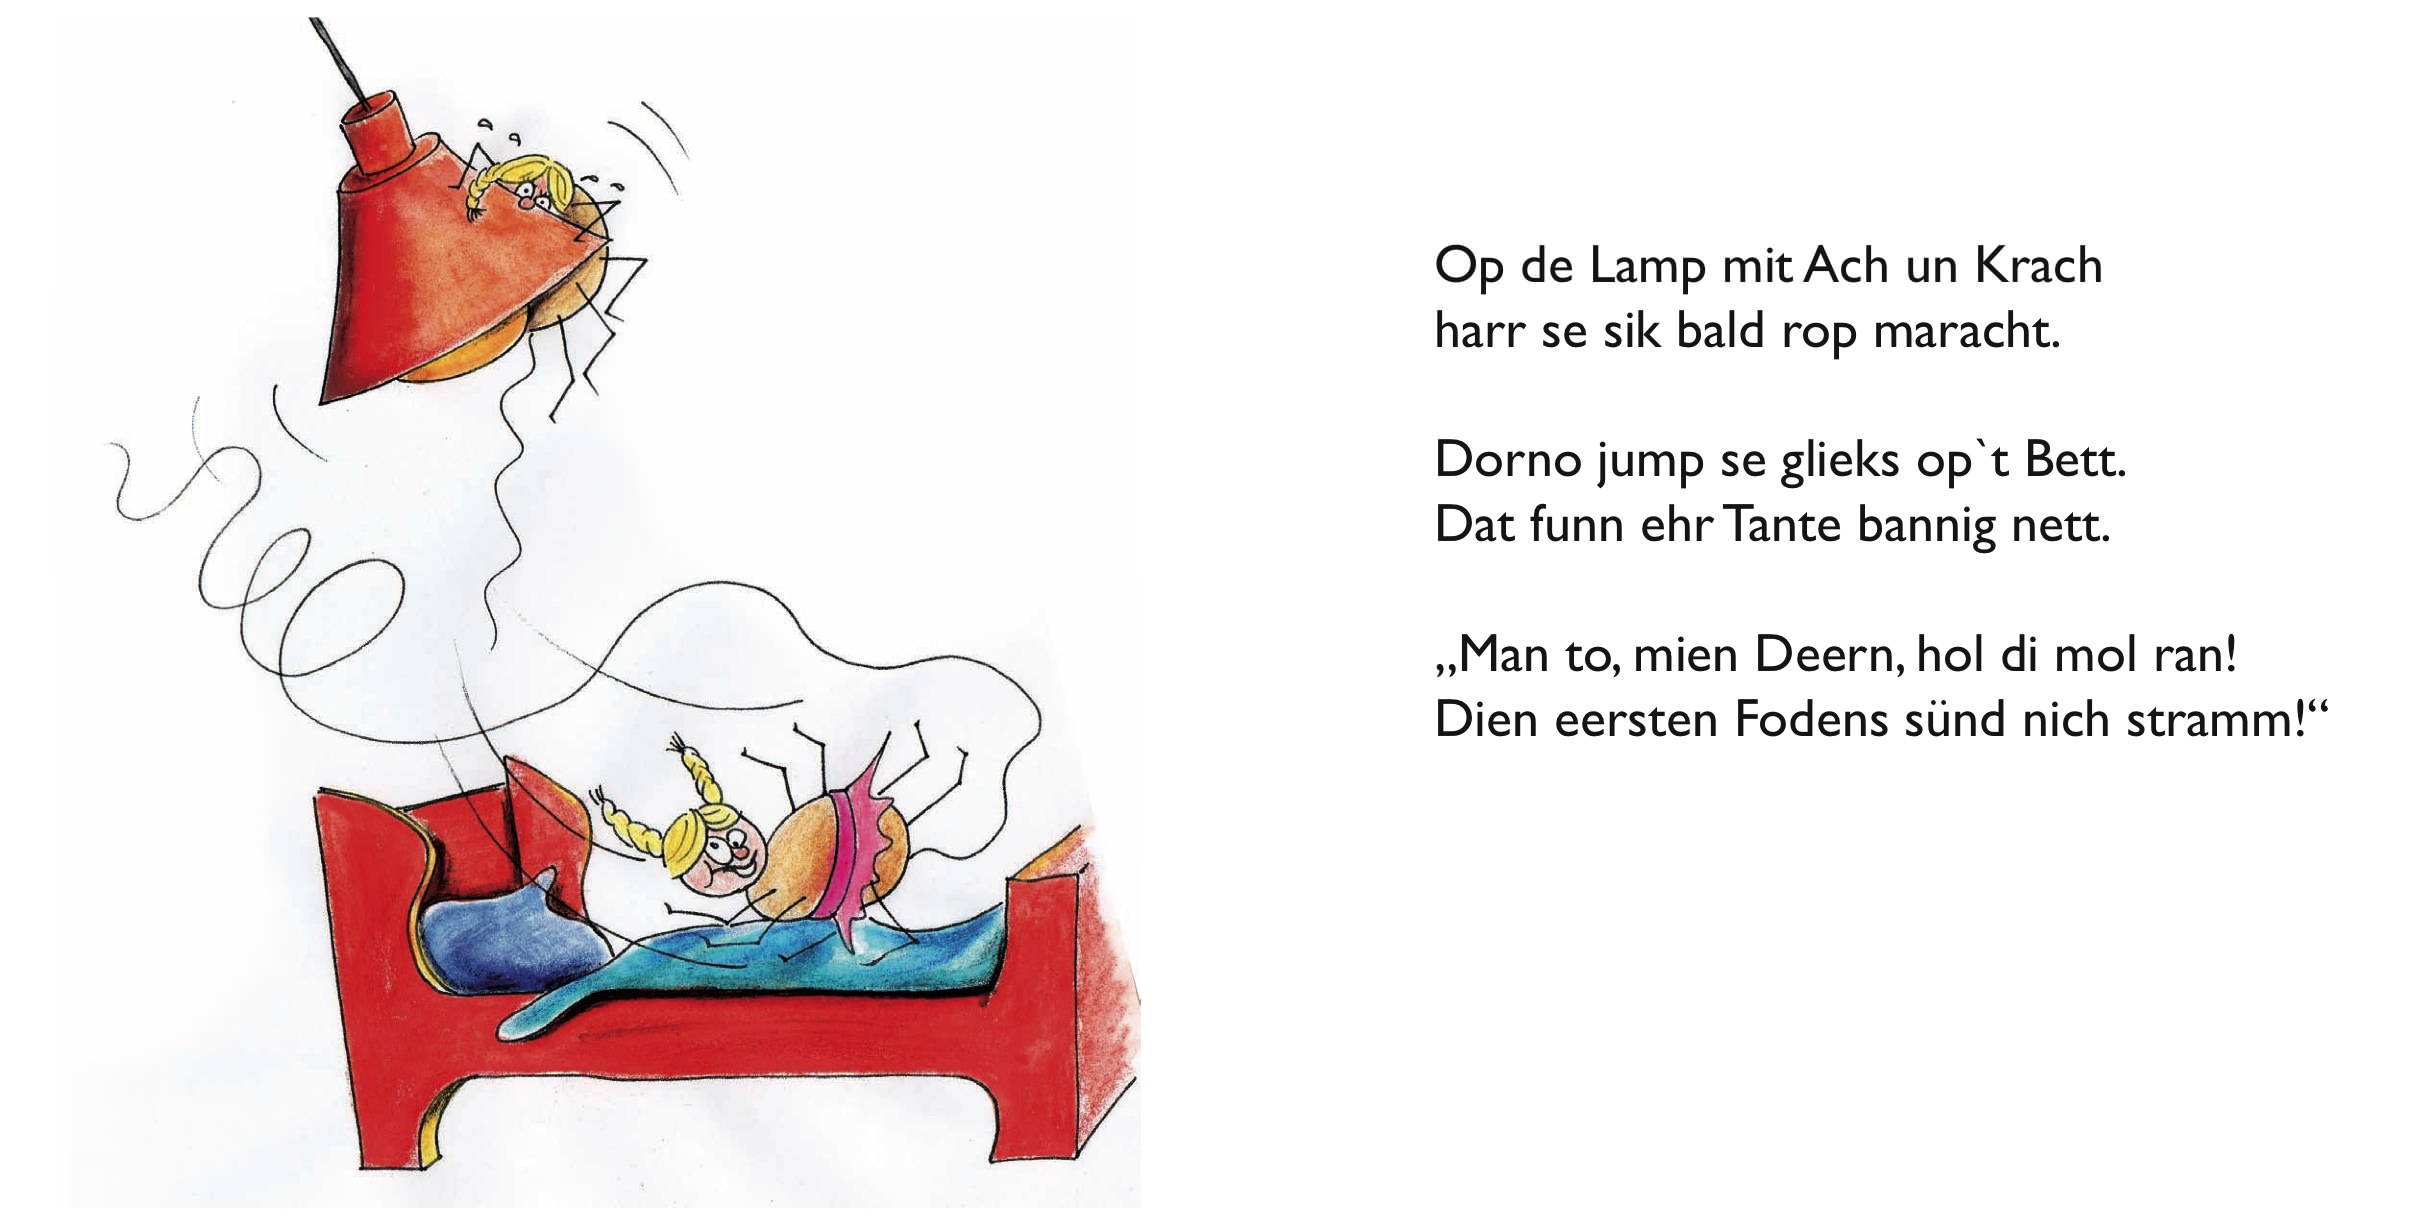 Op de Lamp mit Ach un Krach
harr se sik bald rop maracht.
Dorno jump se glieks op`t Bett.
Dat funn ehr Tante bannig nett.
„Man to, mien Deern, hol di mol ran!
Dien eersten Fodens sünd nich stramm!“